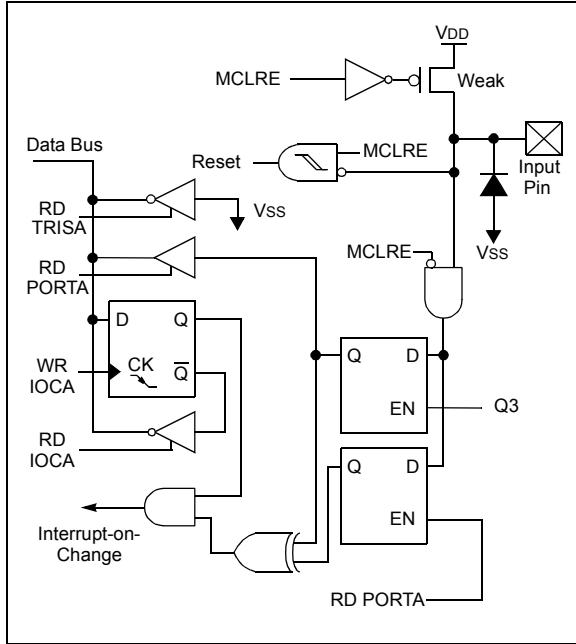 VDD
MCLRE
Weak
Data Bus
MCLRE
Reset
Input
Pin
RD
TRISA
VSS
VSS
MCLRE
RD
PORTA
D
Q
Q
D
WR
IOCA
CK
Q
EN
Q3
RD
IOCA
Q
D
EN
Interrupt-on-
Change
RD PORTA